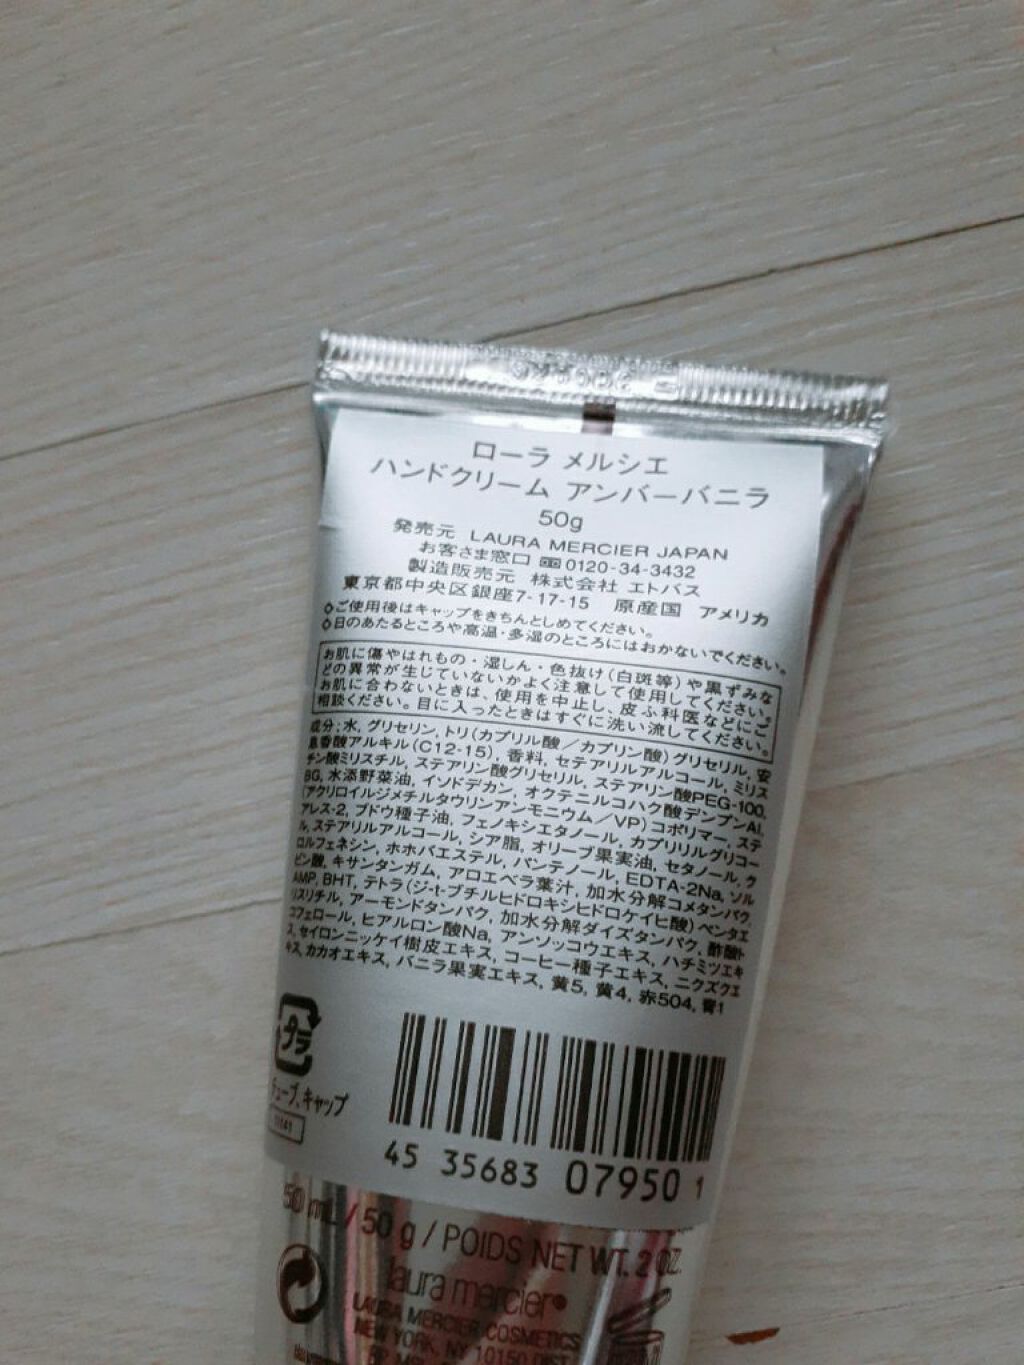 ローラ メルシエ
ハンドクリーム アンバーバニラ
50g
発売元 LAURA MERCIER JAPAN
お客さま窓口 0120-34-3432
製造販売元 株式会社 エトバス
東京都中央区銀座7-17-15 原産国 アメリカ
◇ご使用後はキャップをきちんとしめてください。
◇日のあたるところや高温・多湿のところにはおかないでください。
お肌に傷やはれもの・湿しん・色抜け(白斑等)や黒ずみな
どの異常が生じていないかよく注意して使用してください。
お肌に合わないときは、使用を中止し、皮ふ科医などにご
相談ください。目に入ったときはすぐに洗い流してください。
成分:水, グリセリン, トリ(カプリル酸/カプリン酸)グリセリル, 安
息香酸アルキル(C12-15), 香料, セテアリルアルコール, ミリス
チン酸ミリスチル, ステアリン酸グリセリル, ステアリン酸PEG-100,
BG, 水添野菜油, イソドデカン, オクテニルコハク酸デンプンAl,
(アクリロイルジメチルタウリンアンモニウム/VP)コポリマー, ステ
アレス-2, ブドウ種子油, フェノキシエタノール, カプリリルグリコー
ル, ステアリルアルコール, シア脂, オリーブ果実油, セタノール, ク
ロルフェネシン, ホホバエステル, パンテノール, EDTA-2Na, ソル
ビン酸, キサンタンガム, アロエベラ葉汁, 加水分解コメタンパク,
AMP, BHT, テトラ(ジ-t-ブチルヒドロキシヒドロケイヒ酸)ペンタエ
リスリチル, アーモンドタンパク, 加水分解ダイズタンパク, 酢酸ト
コフェロール, ヒアルロン酸Na, アンソッコウエキス, ハチミツエキ
ス, セイロンニッケイ樹皮エキス, コーヒー種子エキス, ニクズクエ
キス, カカオエキス, バニラ果実エキス, 黄5, 黄4, 赤504, 青1
プラ
チューブ、キャップ
45 35683 07950 1
50 mL / 50 g / POIDS NET WT. 2 OZ.
laura mercier
LAURA MERCIER COSMETICS
NEW YORK, NY 10150 DIST